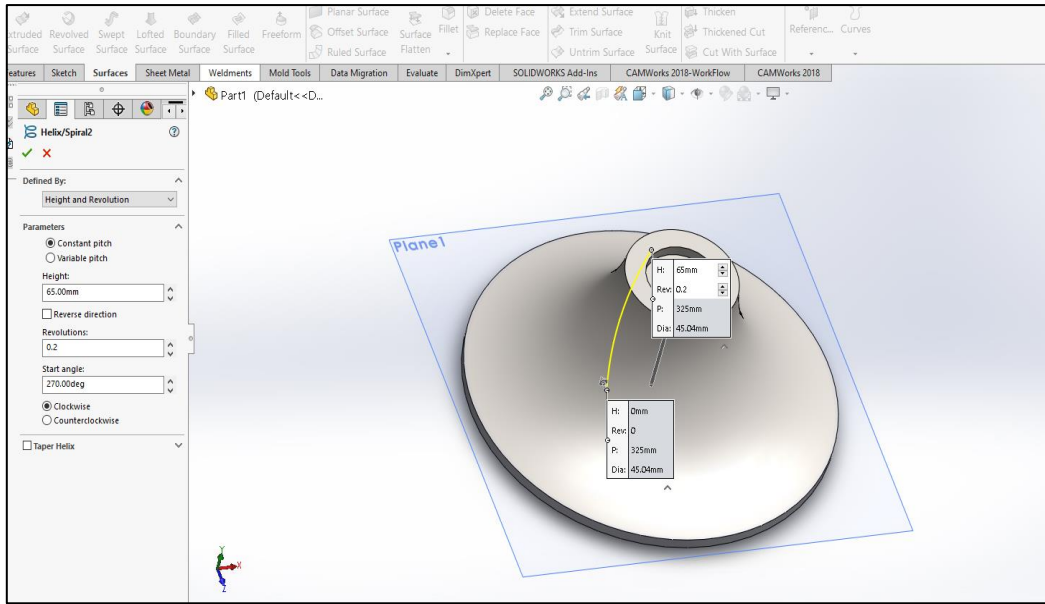 Planar Surface Delete Face Extend Surface Thicken
Offset Surface Replace Face Trim Surface Thickened Cut
Ruled Surface Untrim Surface Cut With Surface
xtruded Revolved Swept Lofted Boundary Filled Freeform Surface Fillet Knit Referenc... Curves
Surface Surface Surface Surface Surface Surface Flatten Surface
eatures Sketch Surfaces Sheet Metal Weldments Mold Tools Data Migration Evaluate DimXpert SOLIDWORKS Add-Ins CAMWorks 2018-WorkFlow CAMWorks 2018
Part1 (Default<<D...
Helix/Spiral2
Defined By:
Height and Revolution
Parameters
Constant pitch
Variable pitch
Height:
65.00mm
Reverse direction
Revolutions:
0.2
Start angle:
270.00deg
Clockwise
Counterclockwise
Taper Helix
Plane1
H: 65mm
Rev: 0.2
P: 325mm
Dia: 45.04mm
H: 0mm
Rev: 0
P: 325mm
Dia: 45.04mm
Y
X
Z